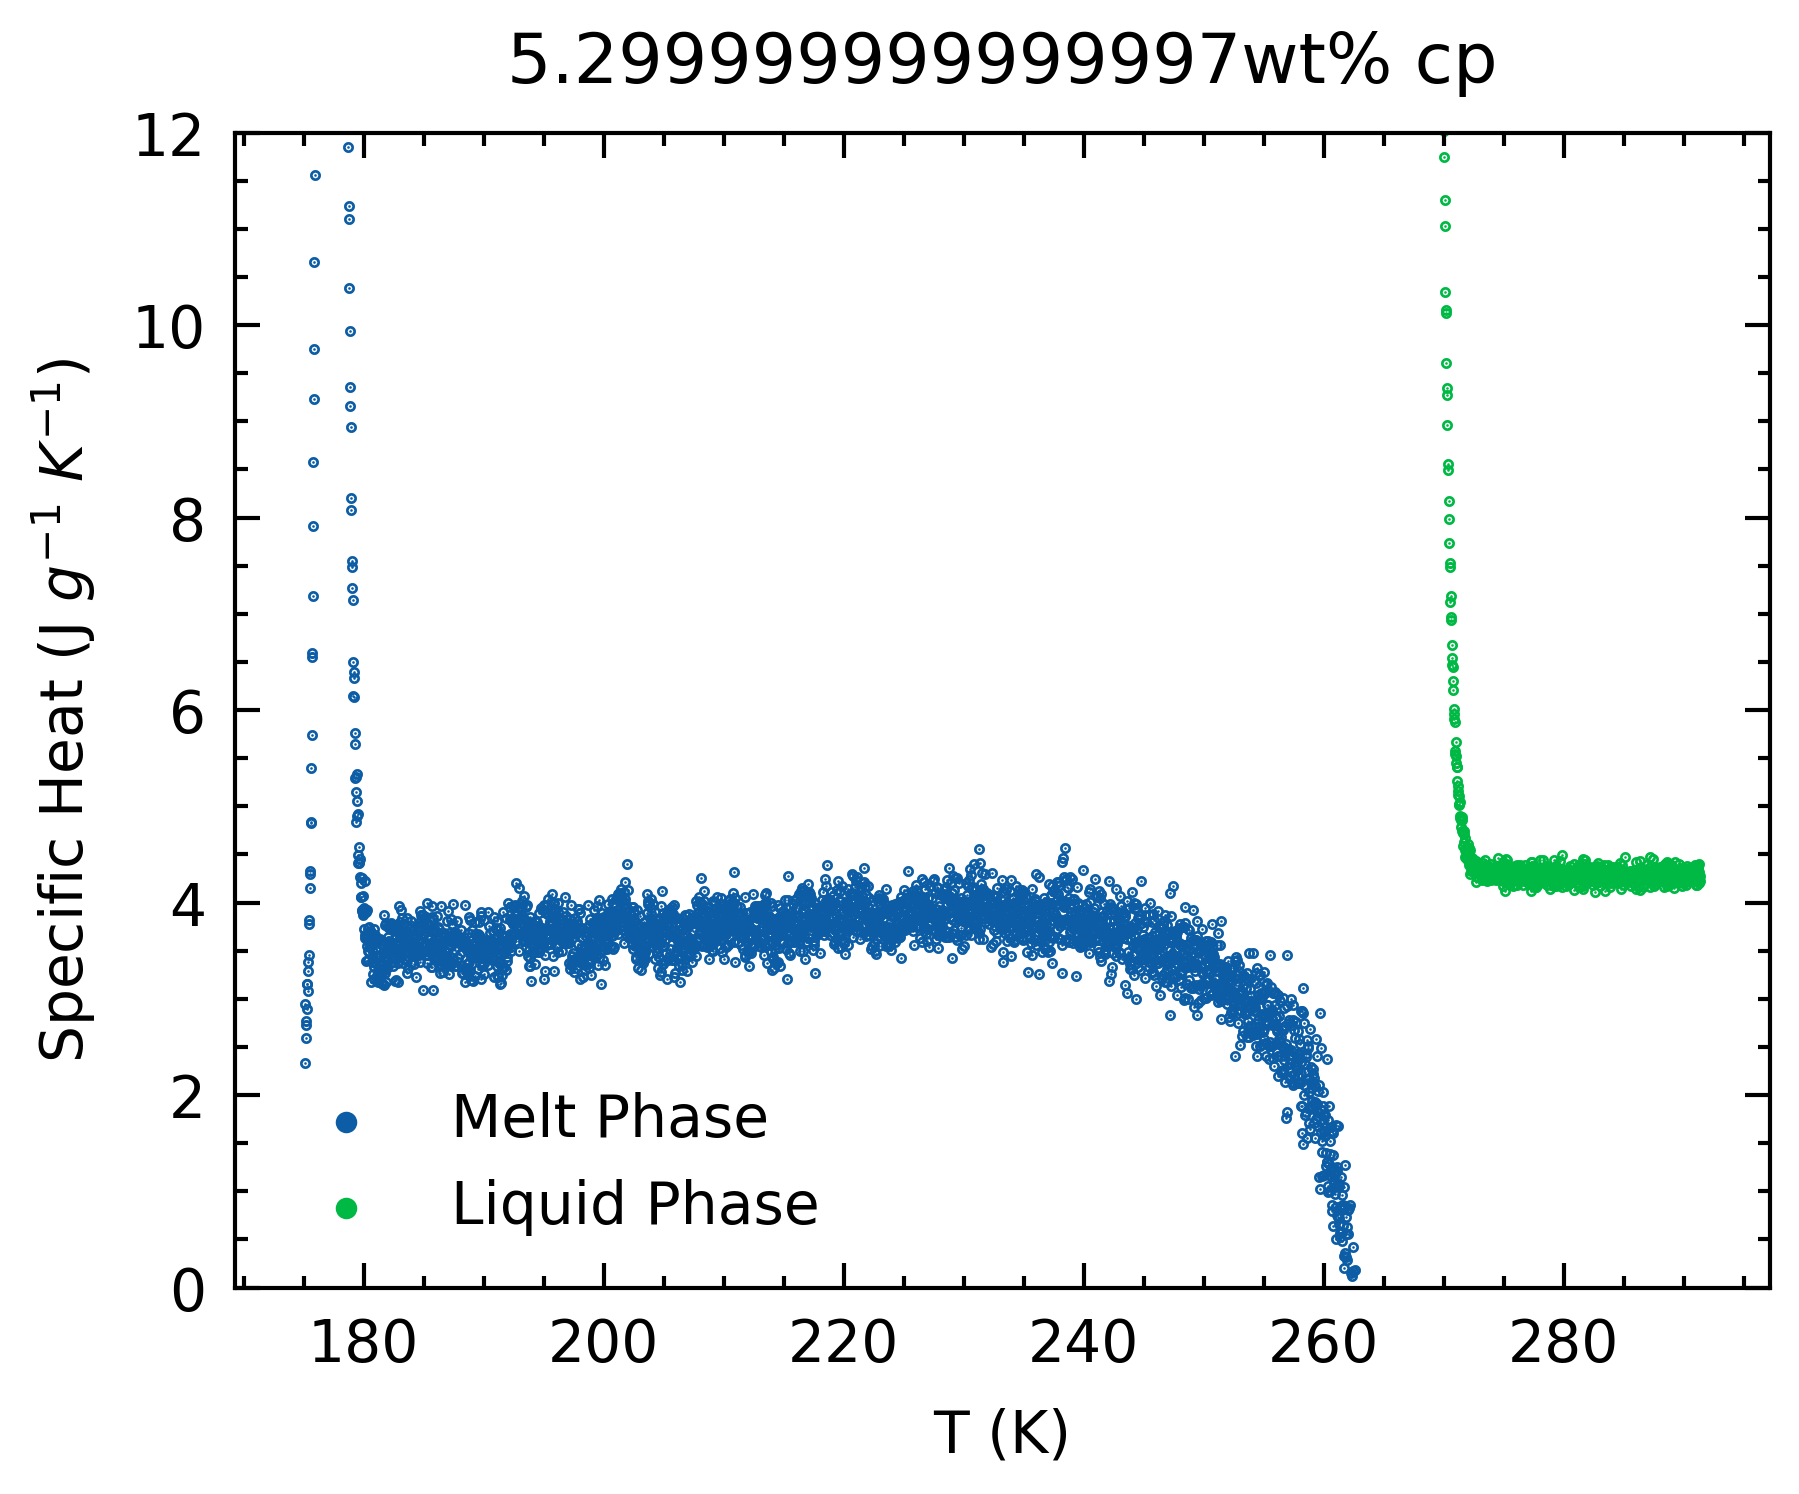 5.299999999999997wt% cp
12
10
8
6
4
2
0
Specific Heat (J g⁻¹ K⁻¹)
Melt Phase
Liquid Phase
180 200 220 240 260 280
T (K)